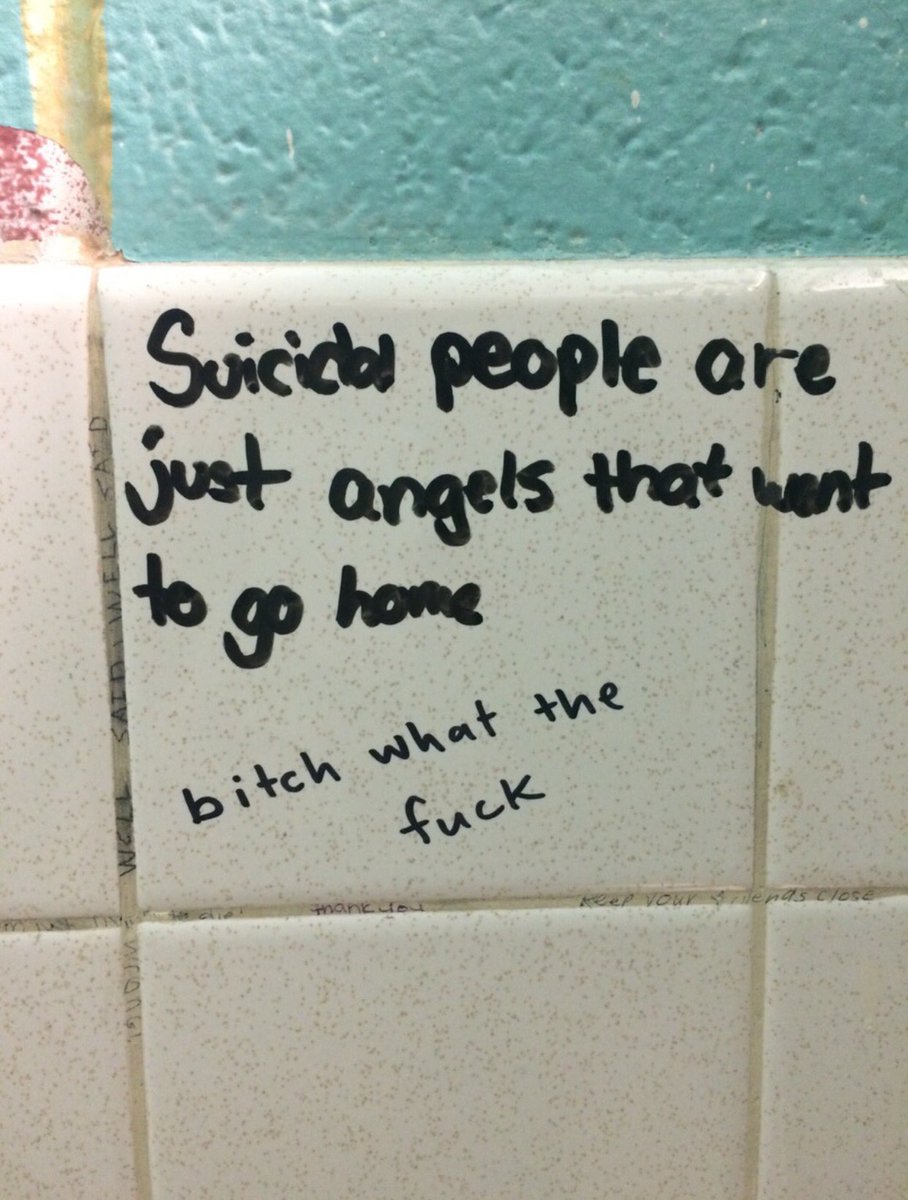 Suicidal people are
just angels that want
to go home
bitch what the
fuck
WELL SAID WELL SAID
thank you
keep your friends close